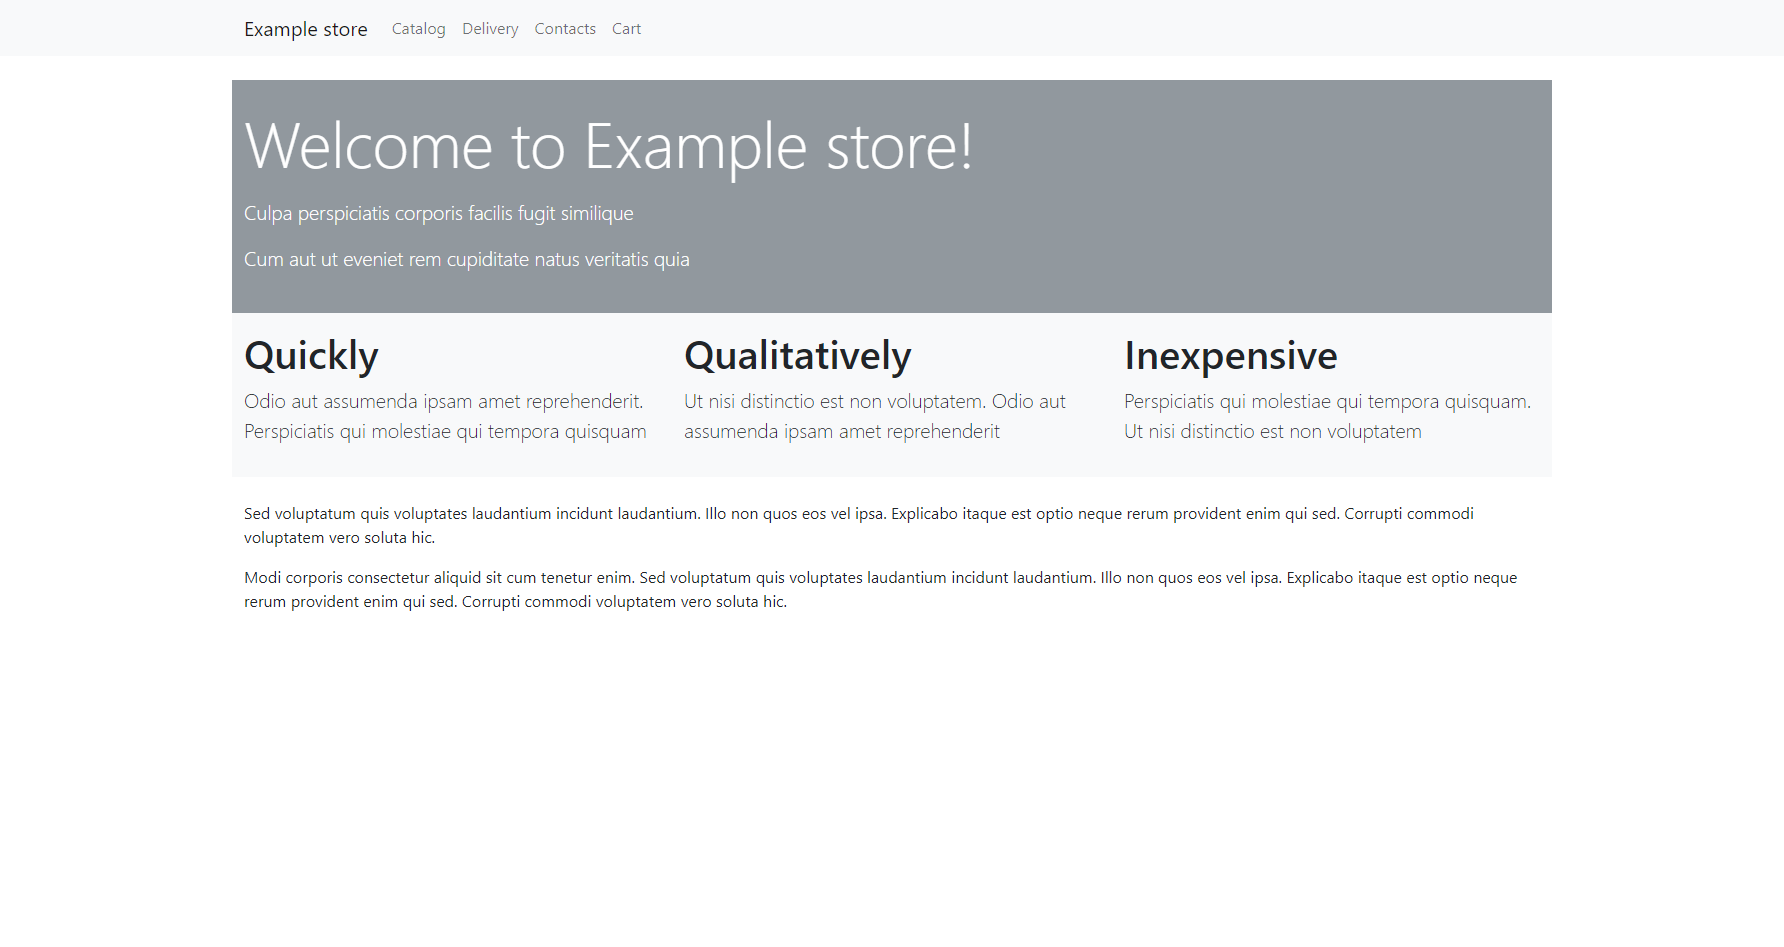 Example store Catalog Delivery Contacts Cart
Welcome to Example store!
Culpa perspiciatis corporis facilis fugit similique
Cum aut ut eveniet rem cupiditate natus veritatis quia
Quickly
Odio aut assumenda ipsam amet reprehenderit.
Perspiciatis qui molestiae qui tempora quisquam
Qualitatively
Ut nisi distinctio est non voluptatem. Odio aut
assumenda ipsam amet reprehenderit
Inexpensive
Perspiciatis qui molestiae qui tempora quisquam.
Ut nisi distinctio est non voluptatem
Sed voluptatum quis voluptates laudantium incidunt laudantium. Illo non quos eos vel ipsa. Explicabo itaque est optio neque rerum provident enim qui sed. Corrupti commodi
voluptatem vero soluta hic.
Modi corporis consectetur aliquid sit cum tenetur enim. Sed voluptatum quis voluptates laudantium incidunt laudantium. Illo non quos eos vel ipsa. Explicabo itaque est optio neque
rerum provident enim qui sed. Corrupti commodi voluptatem vero soluta hic.